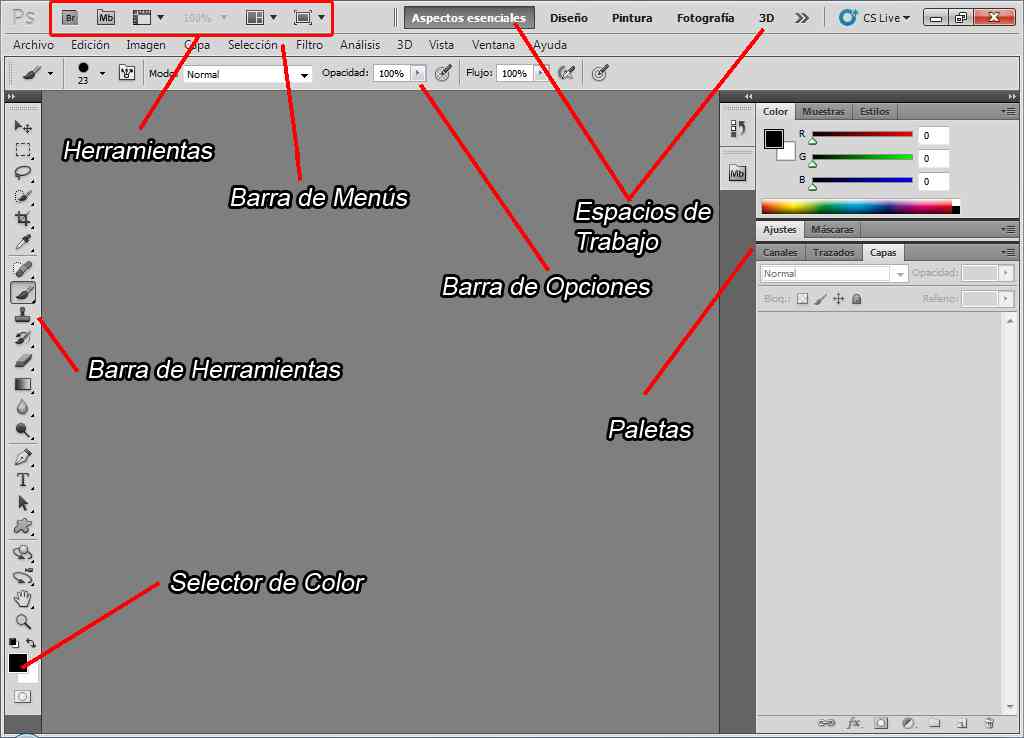 Ps Br Mb 100% Aspectos esenciales Diseño Pintura Fotografía 3D CS Live
Archivo Edición Imagen Capa Selección Filtro Análisis 3D Vista Ventana Ayuda
23 Modo: Normal Opacidad: 100% Flujo: 100%
Color Muestras Estilos
R 0
G 0
B 0
Mb
Herramientas
Barra de Menús
Espacios de
Trabajo
Ajustes Máscaras
Canales Trazados Capas
Normal Opacidad:
Bloq.: Relleno:
Barra de Opciones
Barra de Herramientas
Paletas
T
Selector de Color
fx